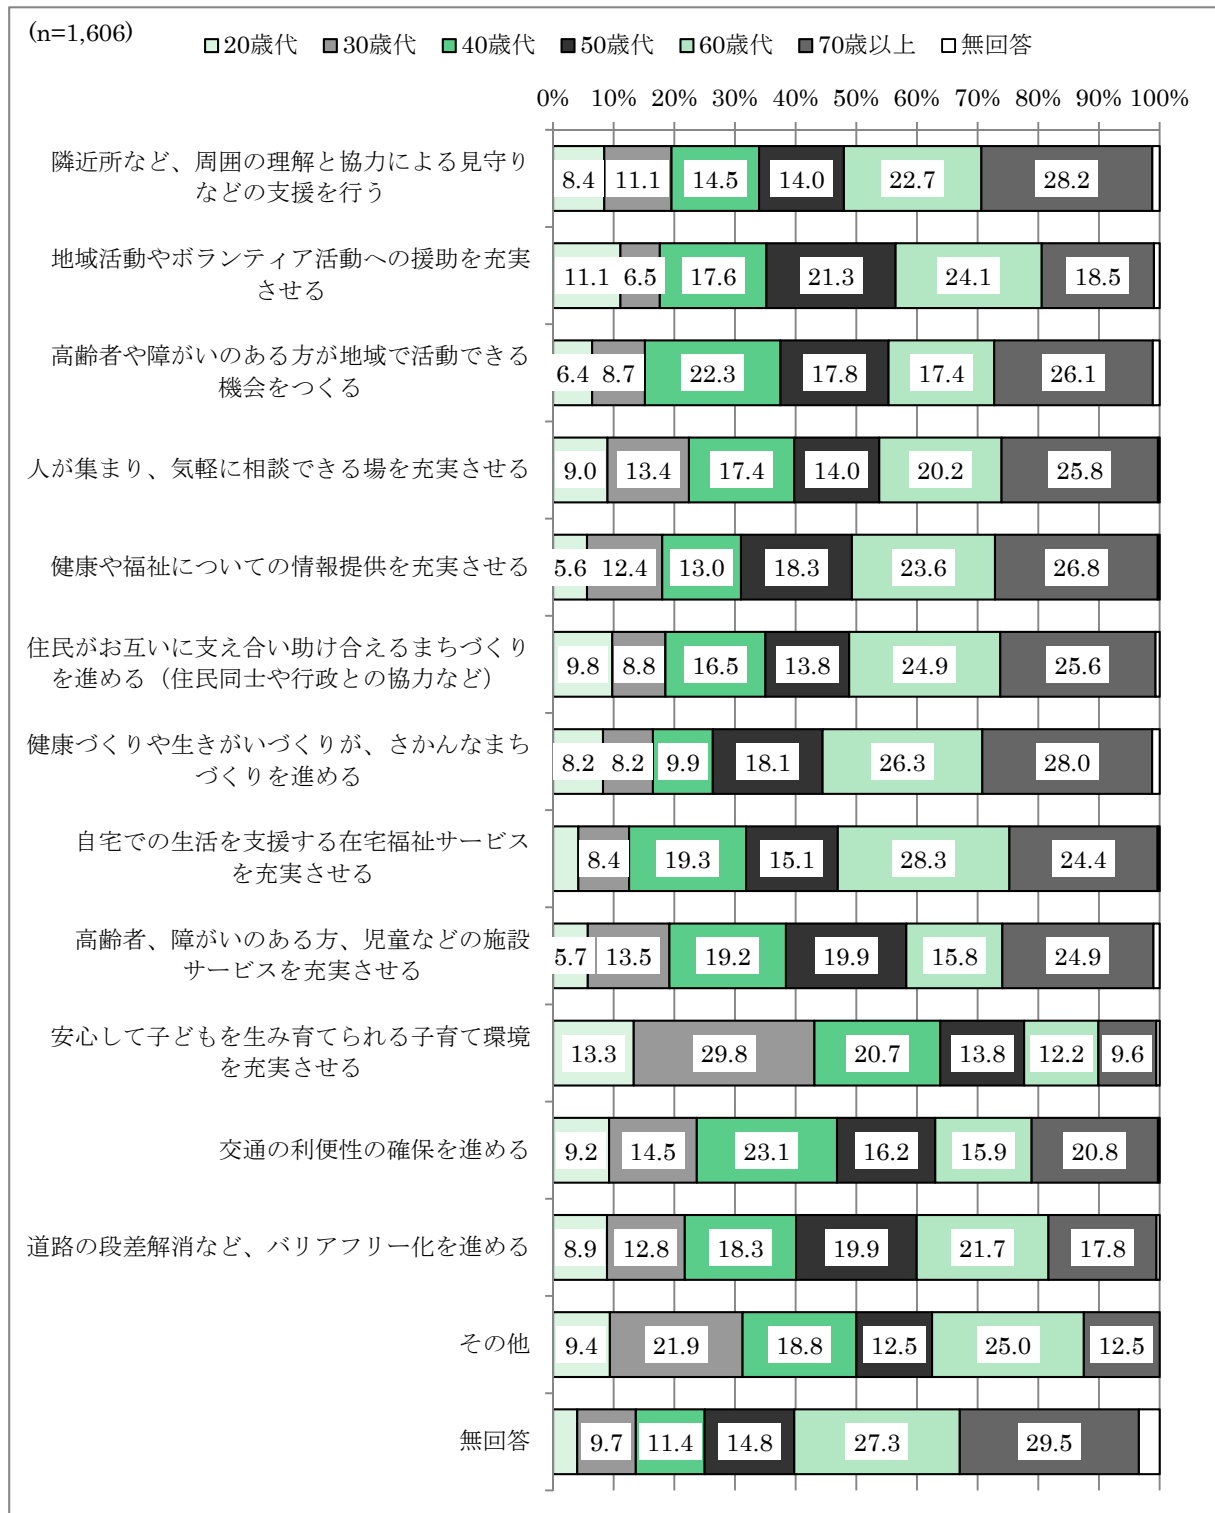 (n=1,606)
20歳代 30歳代 40歳代 50歳代 60歳代 70歳以上 無回答
0% 10% 20% 30% 40% 50% 60% 70% 80% 90% 100%
隣近所など、周囲の理解と協力による見守り
などの支援を行う
8.4 11.1 14.5 14.0 22.7 28.2
地域活動やボランティア活動への援助を充実
させる
11.1 6.5 17.6 21.3 24.1 18.5
高齢者や障がいのある方が地域で活動できる
機会をつくる
6.4 8.7 22.3 17.8 17.4 26.1
人が集まり、気軽に相談できる場を充実させる
9.0 13.4 17.4 14.0 20.2 25.8
健康や福祉についての情報提供を充実させる
5.6 12.4 13.0 18.3 23.6 26.8
住民がお互いに支え合い助け合えるまちづくり
を進める（住民同士や行政との協力など）
9.8 8.8 16.5 13.8 24.9 25.6
健康づくりや生きがいづくりが、さかんなまち
づくりを進める
8.2 8.2 9.9 18.1 26.3 28.0
自宅での生活を支援する在宅福祉サービス
を充実させる
8.4 19.3 15.1 28.3 24.4
高齢者、障がいのある方、児童などの施設
サービスを充実させる
5.7 13.5 19.2 19.9 15.8 24.9
安心して子どもを生み育てられる子育て環境
を充実させる
13.3 29.8 20.7 13.8 12.2 9.6
交通の利便性の確保を進める
9.2 14.5 23.1 16.2 15.9 20.8
道路の段差解消など、バリアフリー化を進める
8.9 12.8 18.3 19.9 21.7 17.8
その他
9.4 21.9 18.8 12.5 25.0 12.5
無回答
9.7 11.4 14.8 27.3 29.5